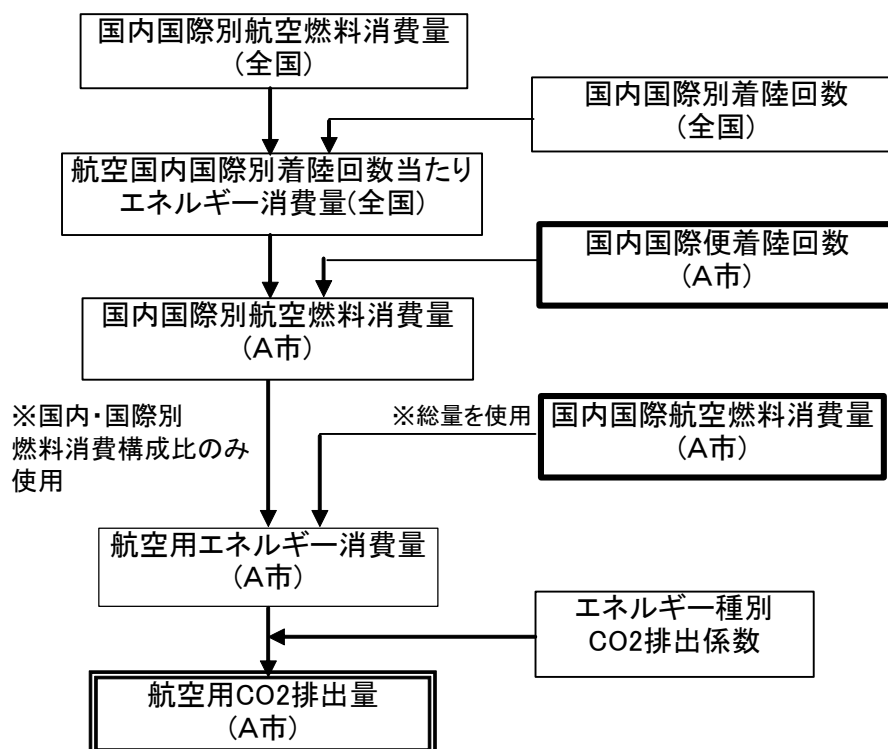 国内国際別航空燃料消費量
(全国)
国内国際別着陸回数
(全国)
航空国内国際別着陸回数当たり
エネルギー消費量(全国)
国内国際便着陸回数
(A市)
国内国際別航空燃料消費量
(A市)
※国内・国際別
燃料消費構成比のみ
使用
※総量を使用
国内国際航空燃料消費量
(A市)
航空用エネルギー消費量
(A市)
エネルギー種別
CO2排出係数
航空用CO2排出量
(A市)